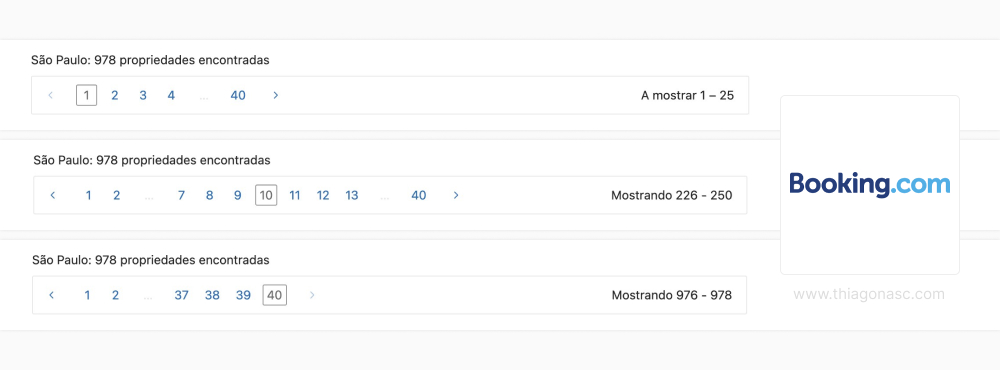 São Paulo: 978 propriedades encontradas
‹ 1 2 3 4 ... 40 › A mostrar 1 – 25
São Paulo: 978 propriedades encontradas
‹ 1 2 ... 7 8 9 10 11 12 13 ... 40 › Mostrando 226 - 250
Booking.com
São Paulo: 978 propriedades encontradas
‹ 1 2 ... 37 38 39 40 › Mostrando 976 - 978
www.thiagonasc.com